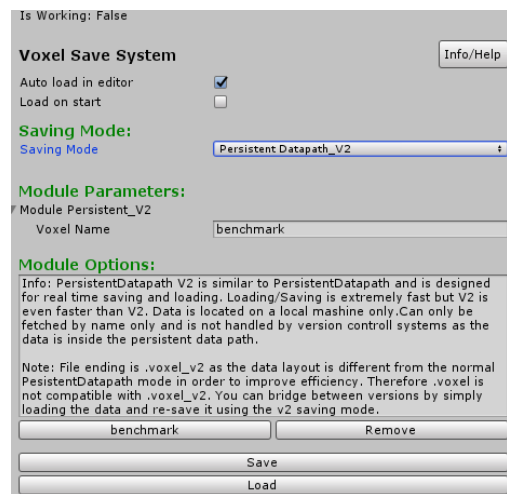 Is Working: False
Voxel Save System
Info/Help
Auto load in editor
Load on start
Saving Mode:
Saving Mode
Persistent Datapath_V2
Module Parameters:
Module Persistent_V2
Voxel Name
benchmark
Module Options:
Info: PersistentDatapath V2 is similar to PersistentDatapath and is designed
for real time saving and loading. Loading/Saving is extremely fast but V2 is
even faster than V2. Data is located on a local mashine only.Can only be
fetched by name only and is not handled by version controll systems as the
data is inside the persistent data path.
Note: File ending is .voxel_v2 as the data layout is different from the normal
PesistentDatapath mode in order to improve efficiency. Therefore .voxel is
not compatible with .voxel_v2. You can bridge between versions by simply
loading the data and re-save it using the v2 saving mode.
benchmark
Remove
Save
Load